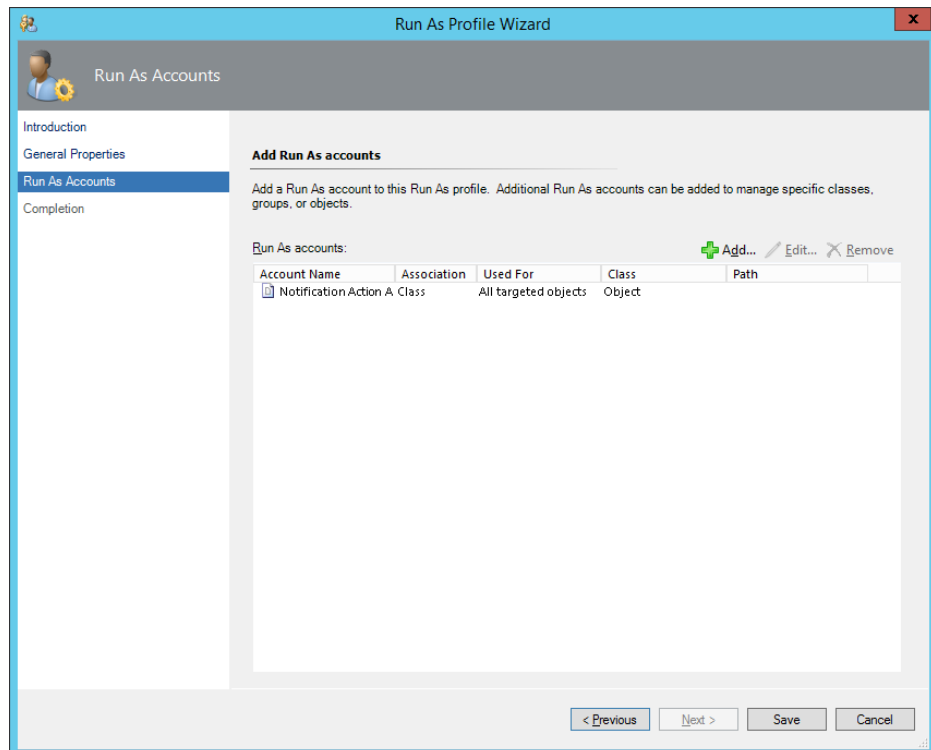 Run As Profile Wizard
x
Run As Accounts
Introduction
General Properties
Run As Accounts
Completion
Add Run As accounts
Add a Run As account to this Run As profile. Additional Run As accounts can be added to manage specific classes,
groups, or objects.
Run As accounts:
Add... Edit... Remove
Account Name Association Used For Class Path
Notification Action A Class All targeted objects Object
< Previous Next > Save Cancel